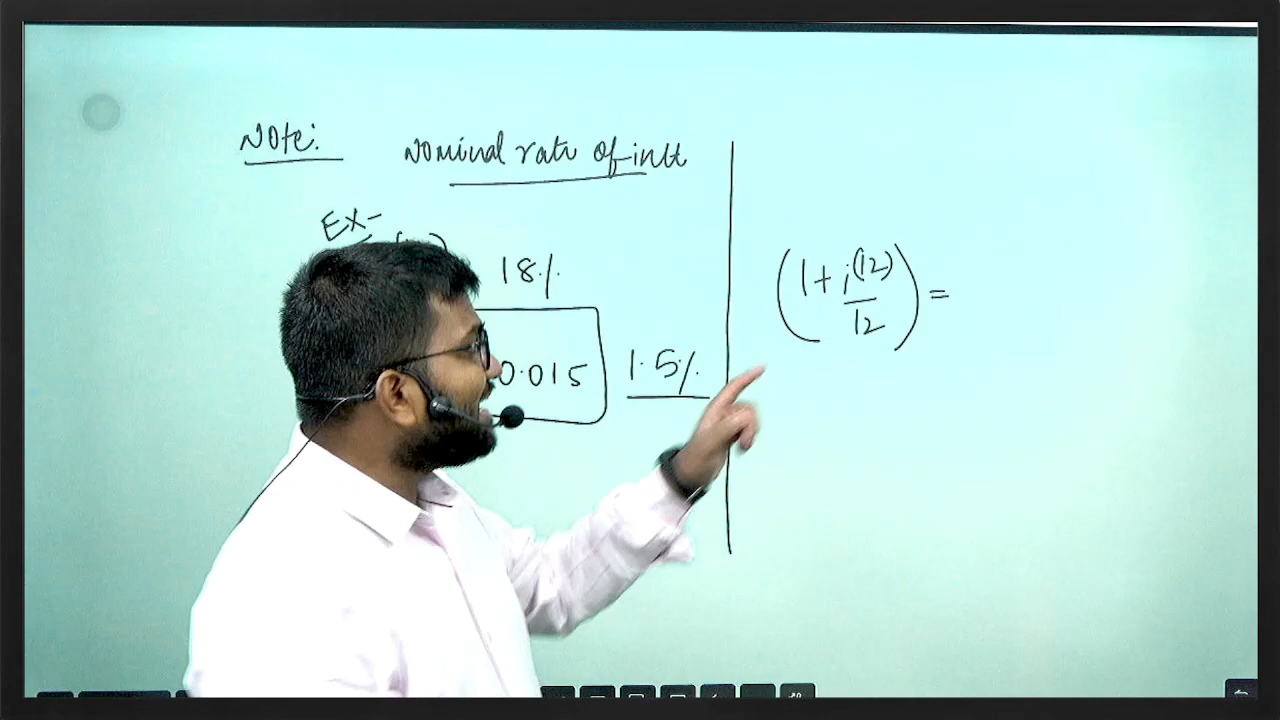 Note: Nominal rate of intt
Ex-
18%
0.015 1.5%
(1 + i^(12)/12) =